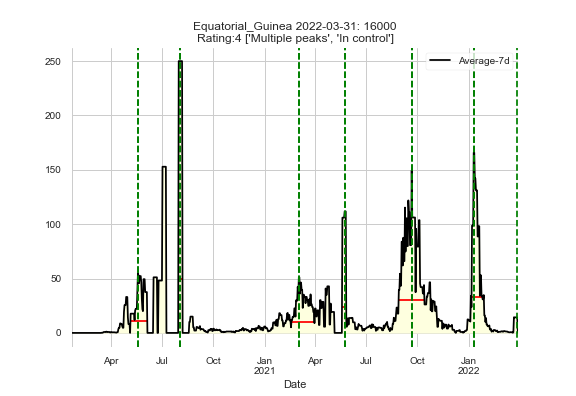 Equatorial_Guinea 2022-03-31: 16000
Rating:4 ['Multiple peaks', 'In control']
Average-7d
250
200
150
100
50
0
Apr
Jul
Oct
Jan
2021
Apr
Jul
Oct
Jan
2022
Date